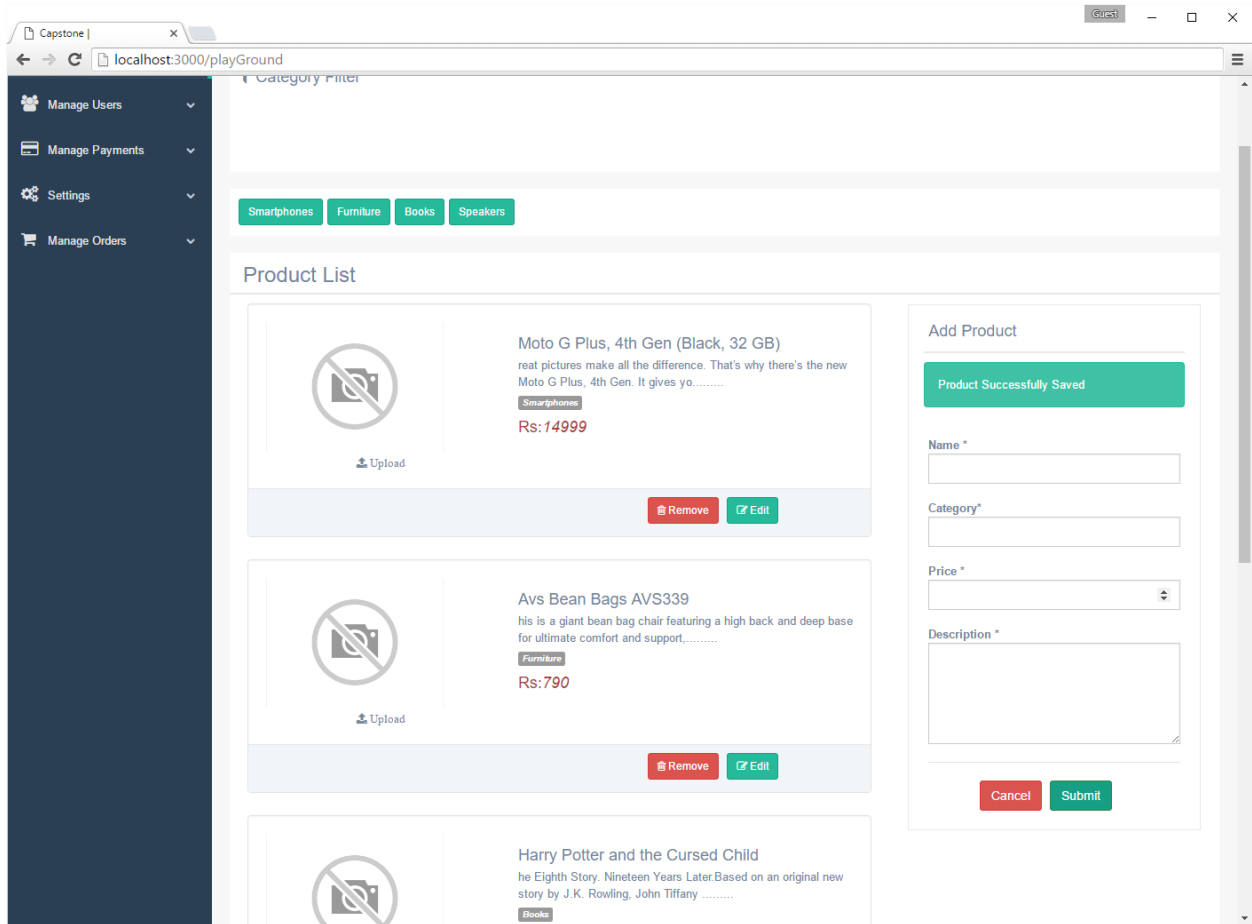 Guest
Capstone |
localhost:3000/playGround
Manage Users
Manage Payments
Settings
Manage Orders
Category Filter
Smartphones Furniture Books Speakers
Product List
Moto G Plus, 4th Gen (Black, 32 GB)
reat pictures make all the difference. That's why there's the new
Moto G Plus, 4th Gen. It gives yo.........
Smartphones
Rs:14999
Upload
Remove Edit
Avs Bean Bags AVS339
his is a giant bean bag chair featuring a high back and deep base
for ultimate comfort and support,.........
Furniture
Rs:790
Upload
Remove Edit
Harry Potter and the Cursed Child
he Eighth Story. Nineteen Years Later.Based on an original new
story by J.K. Rowling, John Tiffany .........
Books
Add Product
Product Successfully Saved
Name *
Category*
Price *
Description *
Cancel Submit